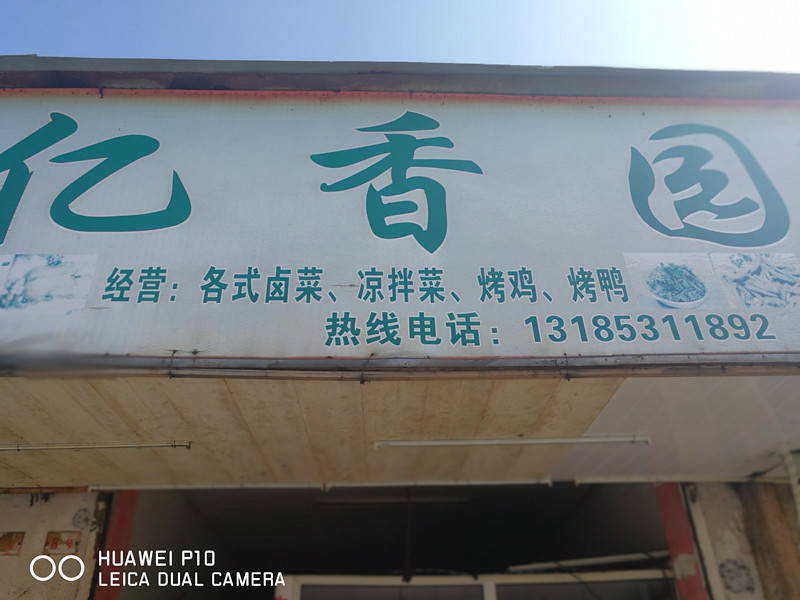 亿香园
经营：各式卤菜、凉拌菜、烤鸡、烤鸭
热线电话：13185311892
HUAWEI P10
LEICA DUAL CAMERA